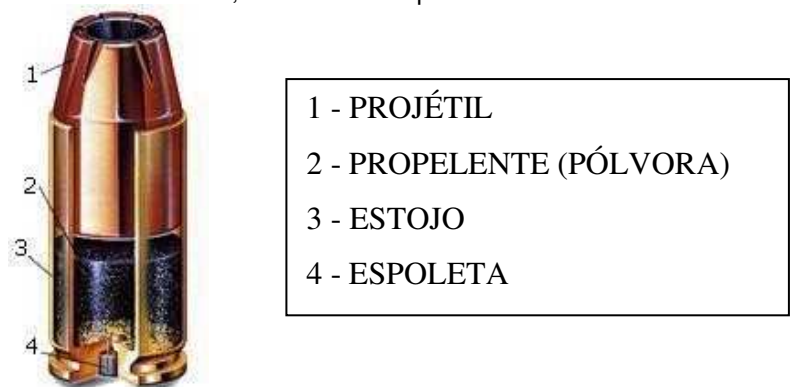 1
2
3
4
1 - PROJÉTIL
2 - PROPELENTE (PÓLVORA)
3 - ESTOJO
4 - ESPOLETA